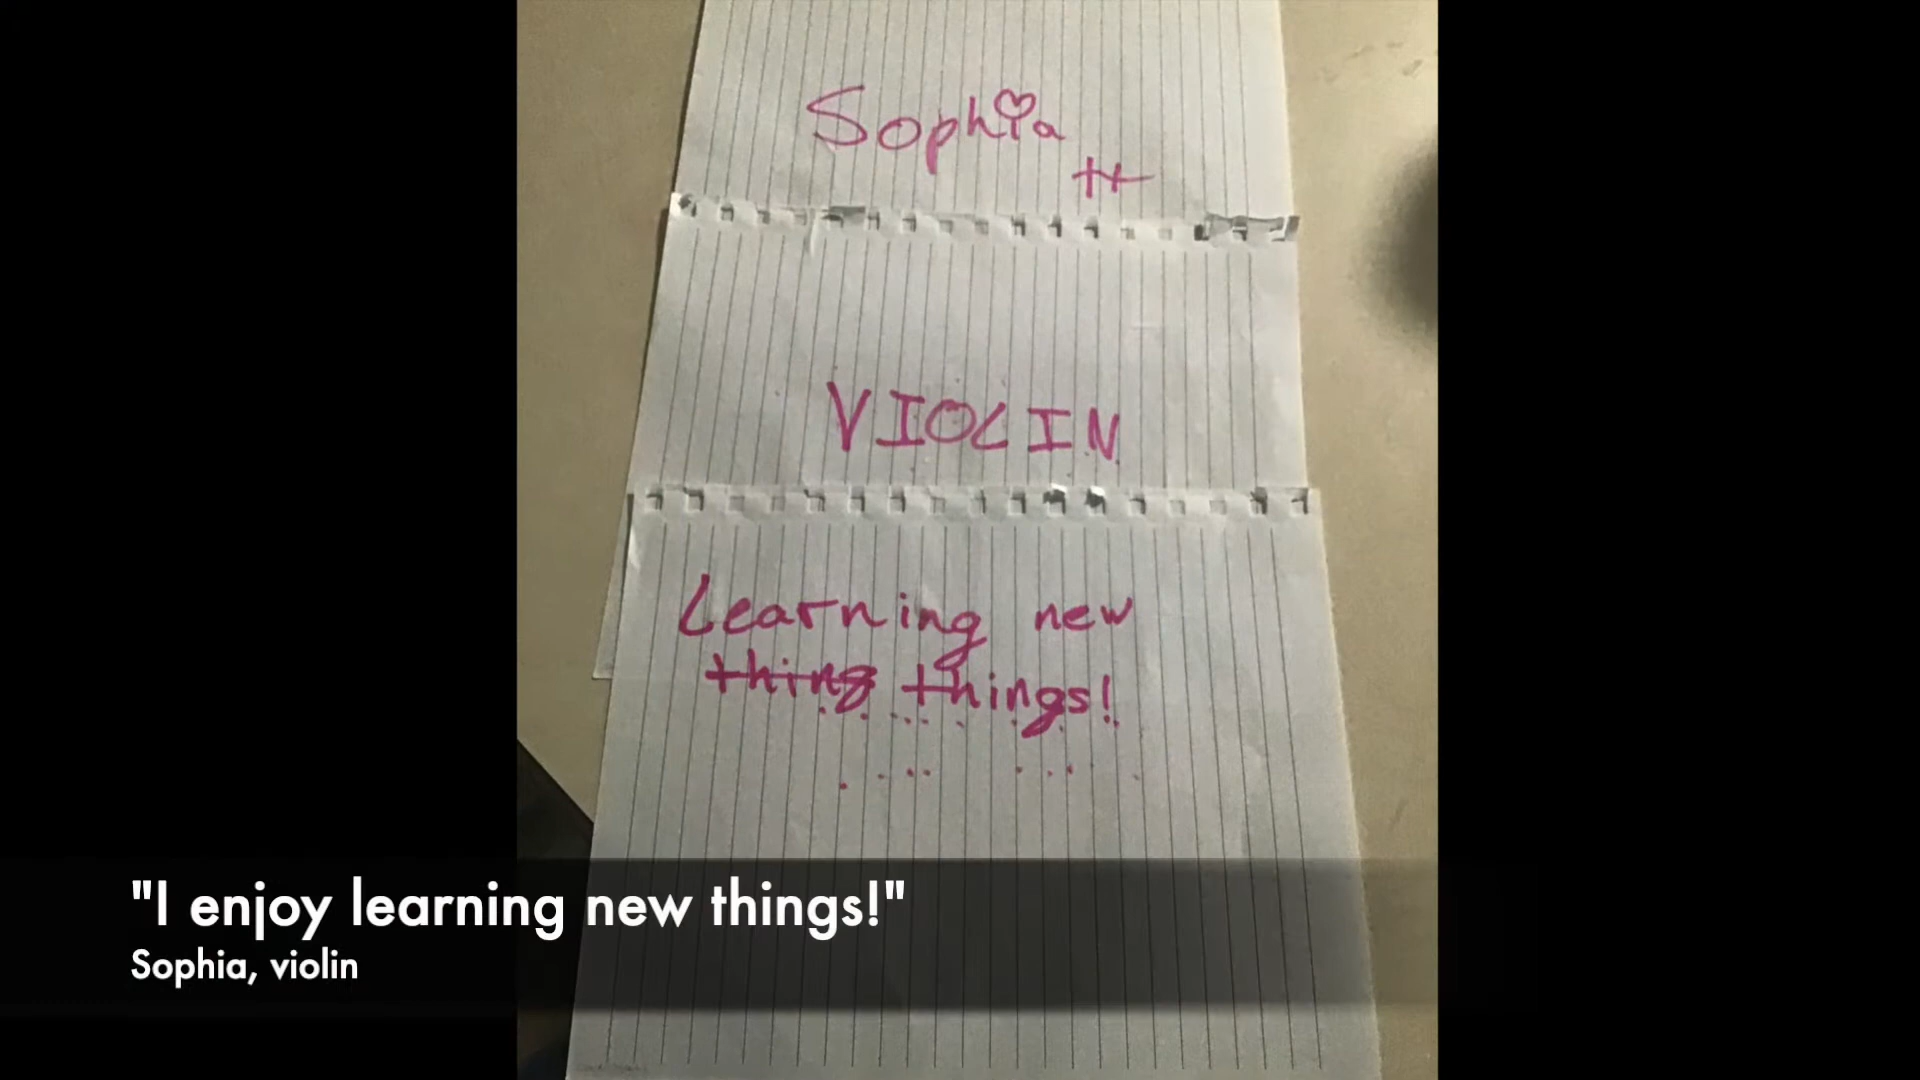 Sophia
VIOLIN
Learning new
thing things!
"I enjoy learning new things!"
Sophia, violin